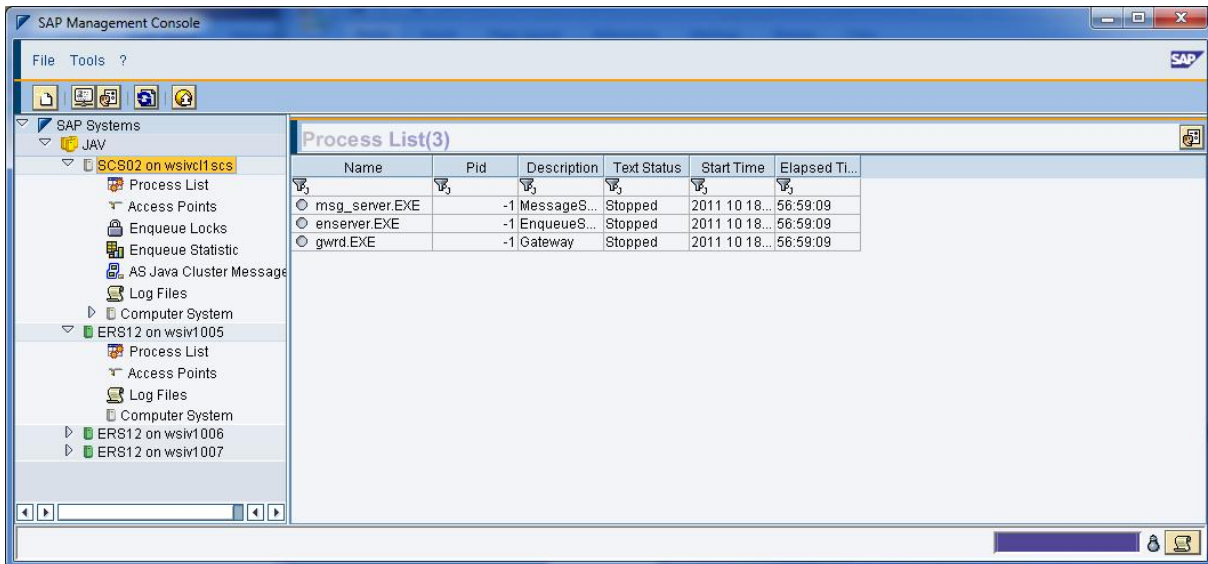 SAP Management Console
File Tools ?
SAP
SAP Systems
JAV
SCS02 on wsivcl1scs
Process List
Access Points
Enqueue Locks
Enqueue Statistic
AS Java Cluster Message
Log Files
Computer System
ERS12 on wsiv1005
Process List
Access Points
Log Files
Computer System
ERS12 on wsiv1006
ERS12 on wsiv1007
Process List(3)
Name Pid Description Text Status Start Time Elapsed Ti...
msg_server.EXE -1 MessageS... Stopped 2011 10 18... 56:59:09
enserver.EXE -1 EnqueueS... Stopped 2011 10 18... 56:59:09
gwrd.EXE -1 Gateway Stopped 2011 10 18... 56:59:09